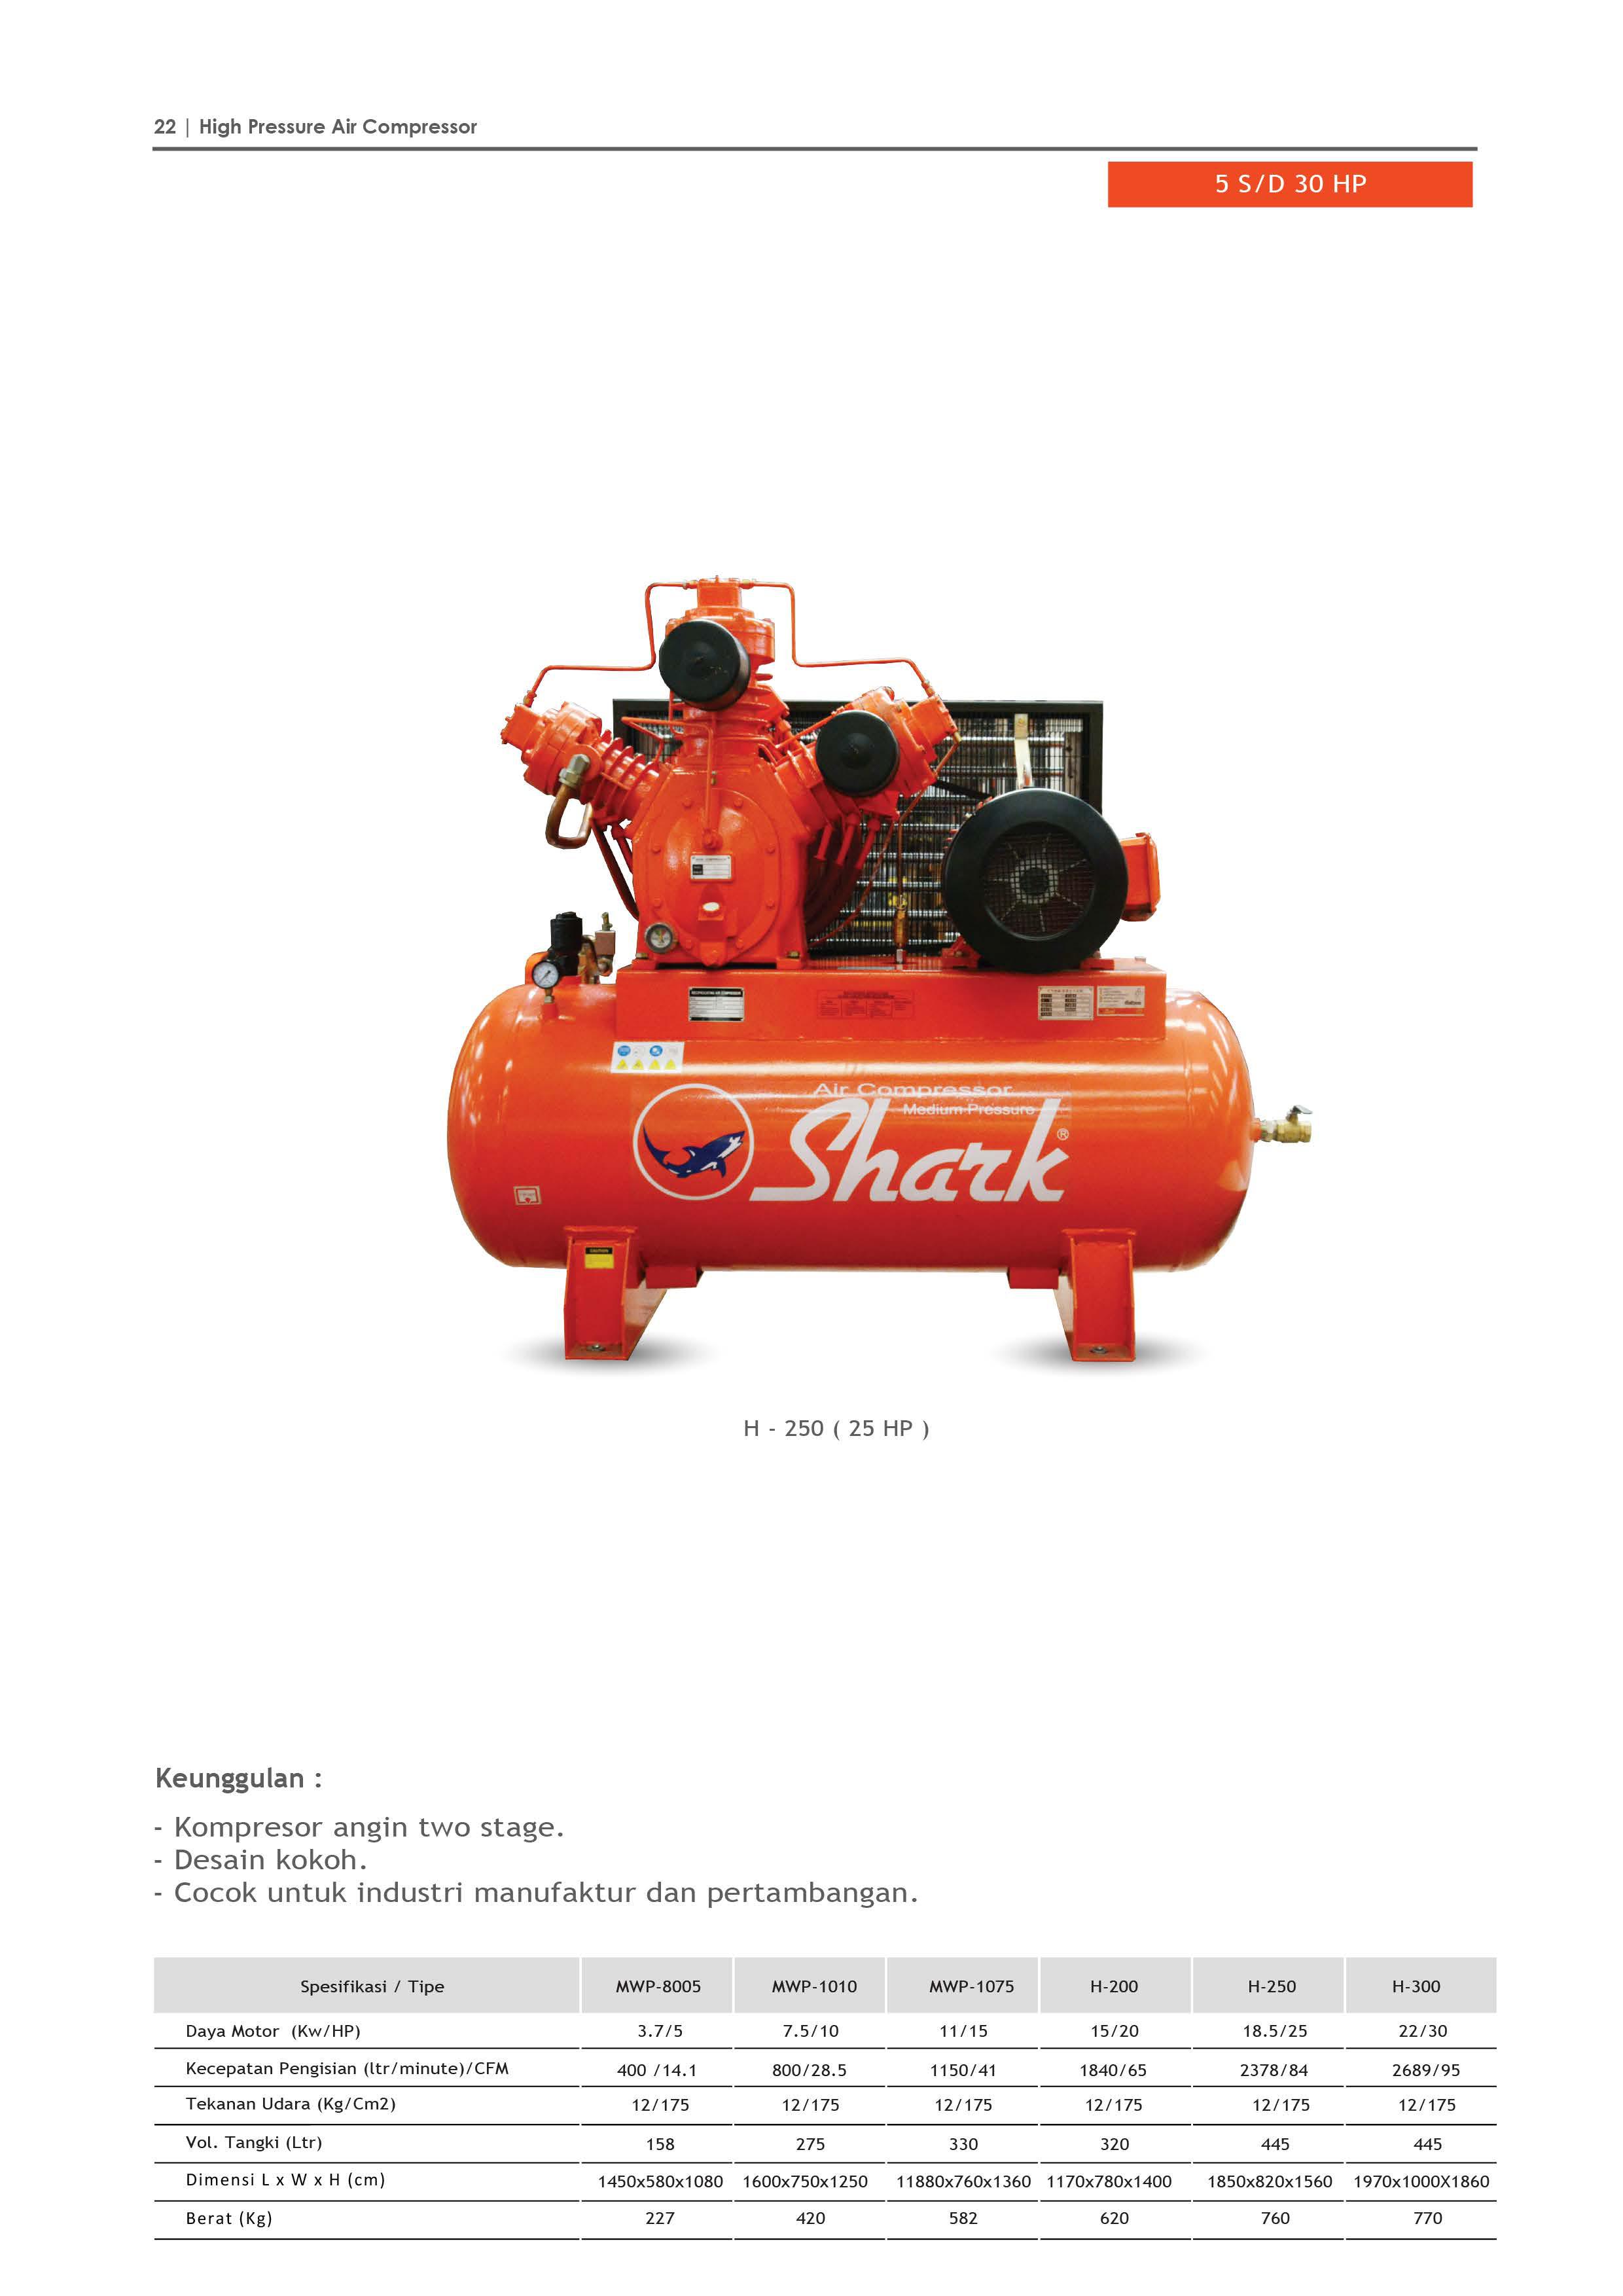 22 | High Pressure Air Compressor
5 S/D 30 HP
Air Compressor
Medium Pressure
Shark®
CAUTION
H - 250 ( 25 HP )
Keunggulan :
- Kompresor angin two stage.
- Desain kokoh.
- Cocok untuk industri manufaktur dan pertambangan.
Spesifikasi / Tipe MWP-8005 MWP-1010 MWP-1075 H-200 H-250 H-300
Daya Motor (Kw/HP) 3.7/5 7.5/10 11/15 15/20 18.5/25 22/30
Kecepatan Pengisian (ltr/minute)/CFM 400 /14.1 800/28.5 1150/41 1840/65 2378/84 2689/95
Tekanan Udara (Kg/Cm2) 12/175 12/175 12/175 12/175 12/175 12/175
Vol. Tangki (Ltr) 158 275 330 320 445 445
Dimensi L x W x H (cm) 1450x580x1080 1600x750x1250 11880x760x1360 1170x780x1400 1850x820x1560 1970x1000X1860
Berat (Kg) 227 420 582 620 760 770